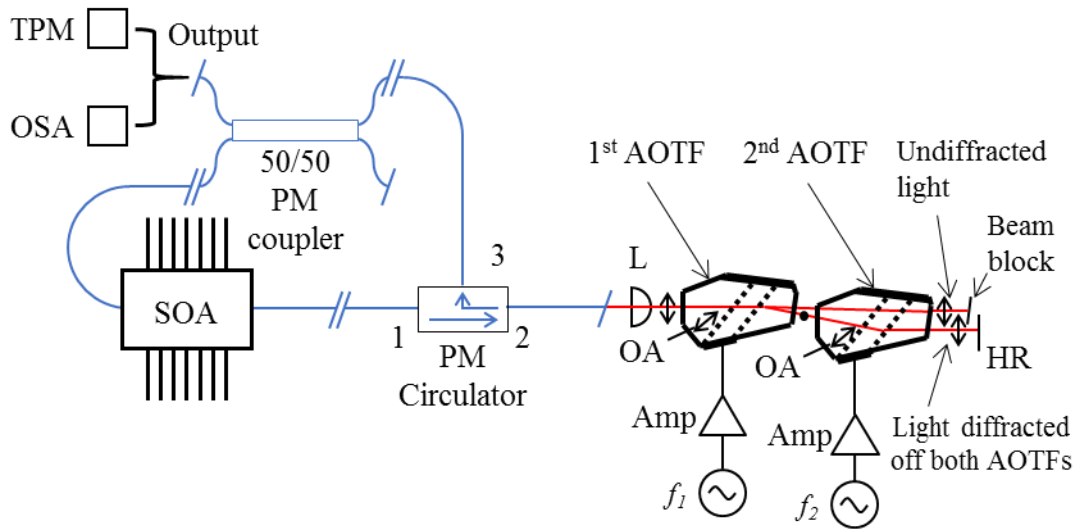 TPM
Output
OSA
50/50
PM
coupler
SOA
1
2
3
PM
Circulator
L
OA
1st AOTF
2nd AOTF
OA
Undiffracted
light
Beam
block
HR
Amp
Amp
Light diffracted
off both AOTFs
f1
f2